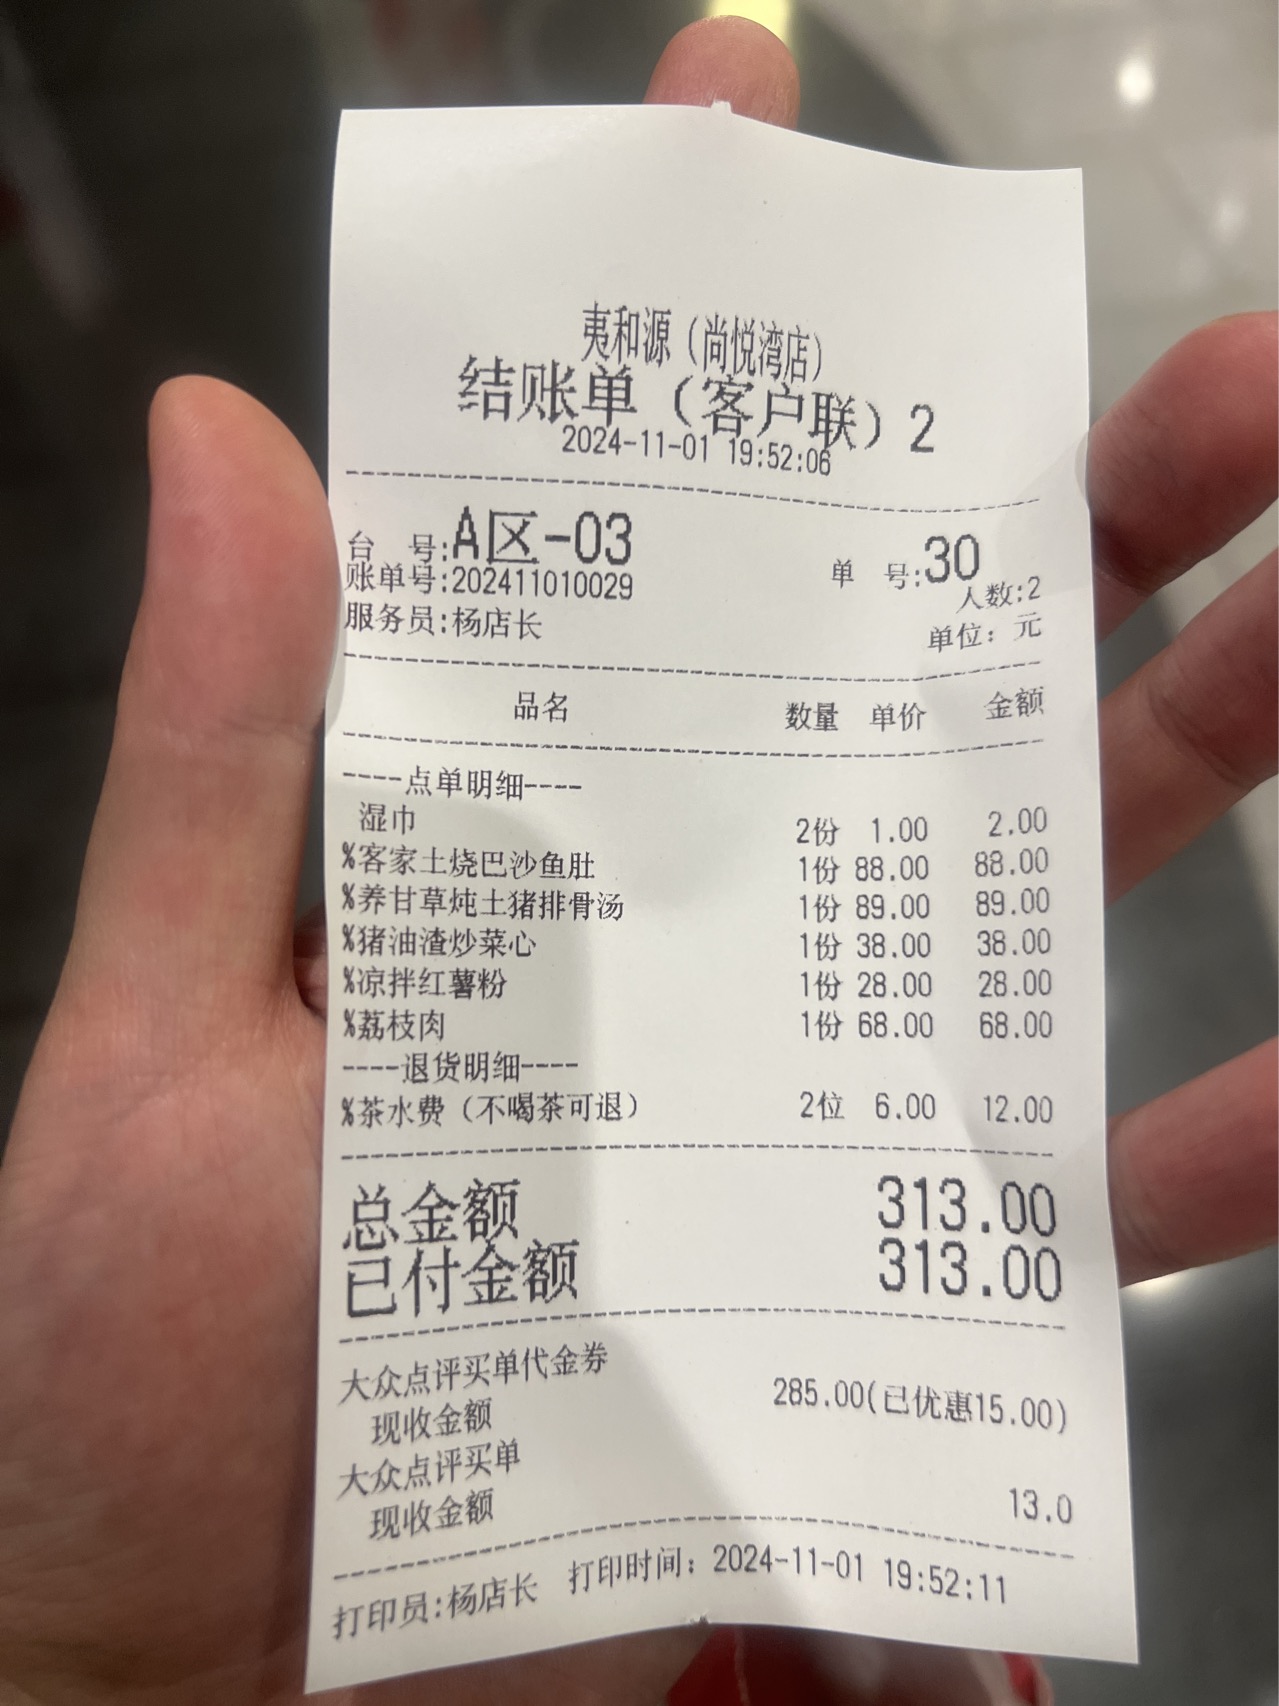 夷和源（尚悦湾店）
结账单（客户联）2
2024-11-01 19:52:06
台 号:A区-03 单 号:30
账单号:202411010029 人数:2
服务员:杨店长 单位：元
品名 数量 单价 金额
----点单明细----
湿巾 2份 1.00 2.00
%客家土烧巴沙鱼肚 1份 88.00 88.00
%养甘草炖土猪排骨汤 1份 89.00 89.00
%猪油渣炒菜心 1份 38.00 38.00
%凉拌红薯粉 1份 28.00 28.00
%荔枝肉 1份 68.00 68.00
----退货明细----
%茶水费（不喝茶可退） 2位 6.00 12.00
总金额 313.00
已付金额 313.00
大众点评买单代金券
现收金额 285.00(已优惠15.00)
大众点评买单
现收金额 13.0
打印员:杨店长 打印时间：2024-11-01 19:52:11